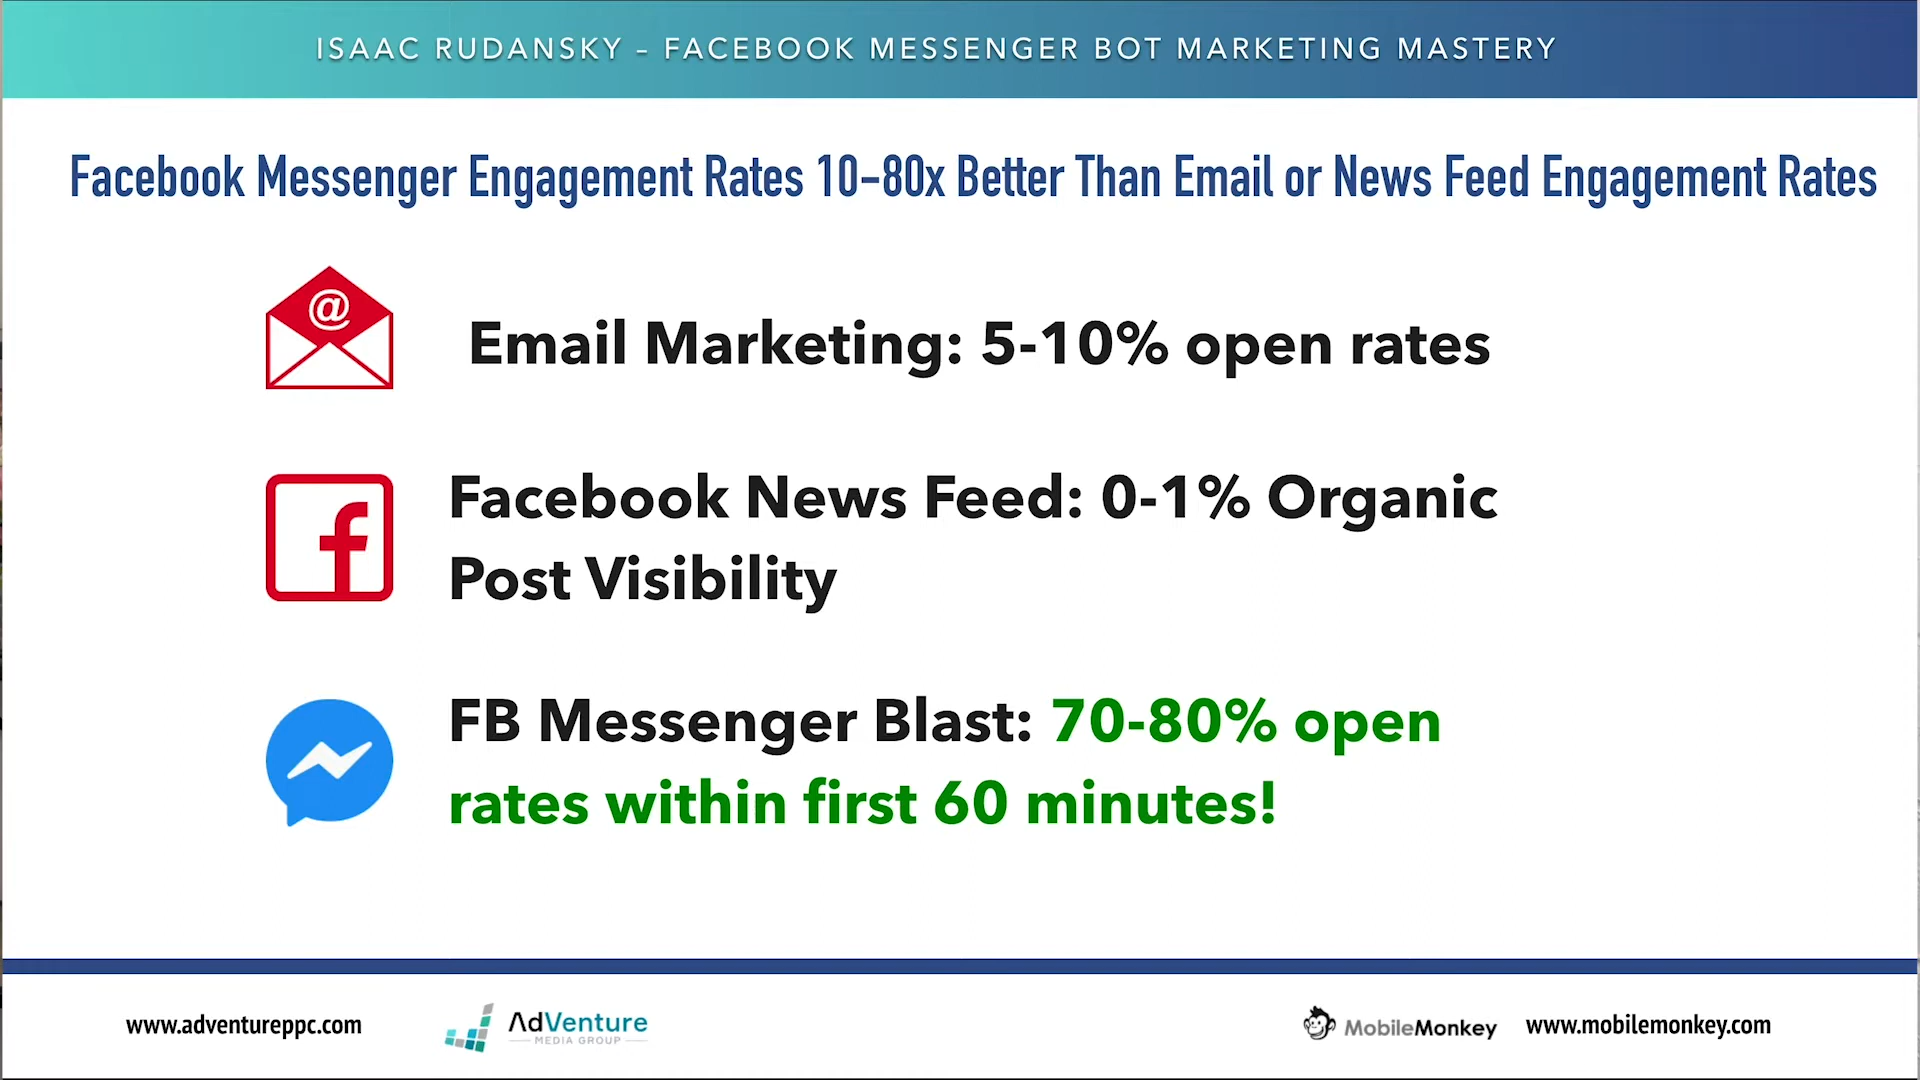 ISAAC RUDANSKY – FACEBOOK MESSENGER BOT MARKETING MASTERY
Facebook Messenger Engagement Rates 10-80x Better Than Email or News Feed Engagement Rates
@
Email Marketing: 5-10% open rates
f
Facebook News Feed: 0-1% Organic
Post Visibility
FB Messenger Blast: 70-80% open
rates within first 60 minutes!
www.adventureppc.com
AdVenture
MEDIA GROUP
MobileMonkey
www.mobilemonkey.com